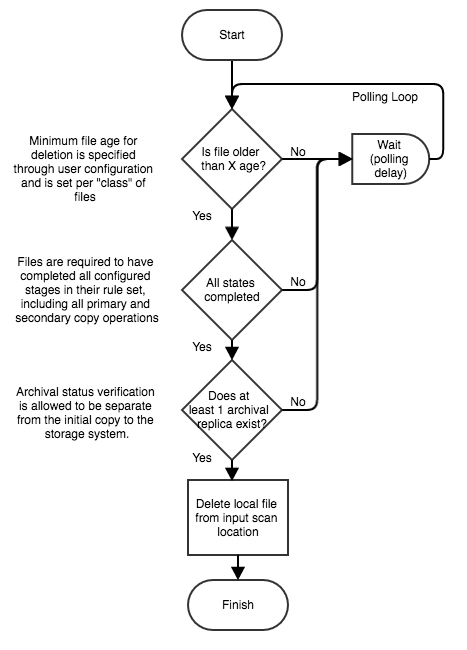 Start
Polling Loop
Minimum file age for
deletion is specified
through user configuration
and is set per "class" of
files
Is file older
than X age?
No
Wait
(polling
delay)
Yes
Files are required to have
completed all configured
stages in their rule set,
including all primary and
secondary copy operations
All states
completed
No
Yes
Archival status verification
is allowed to be separate
from the initial copy to the
storage system.
Does at
least 1 archival
replica exist?
No
Yes
Delete local file
from input scan
location
Finish